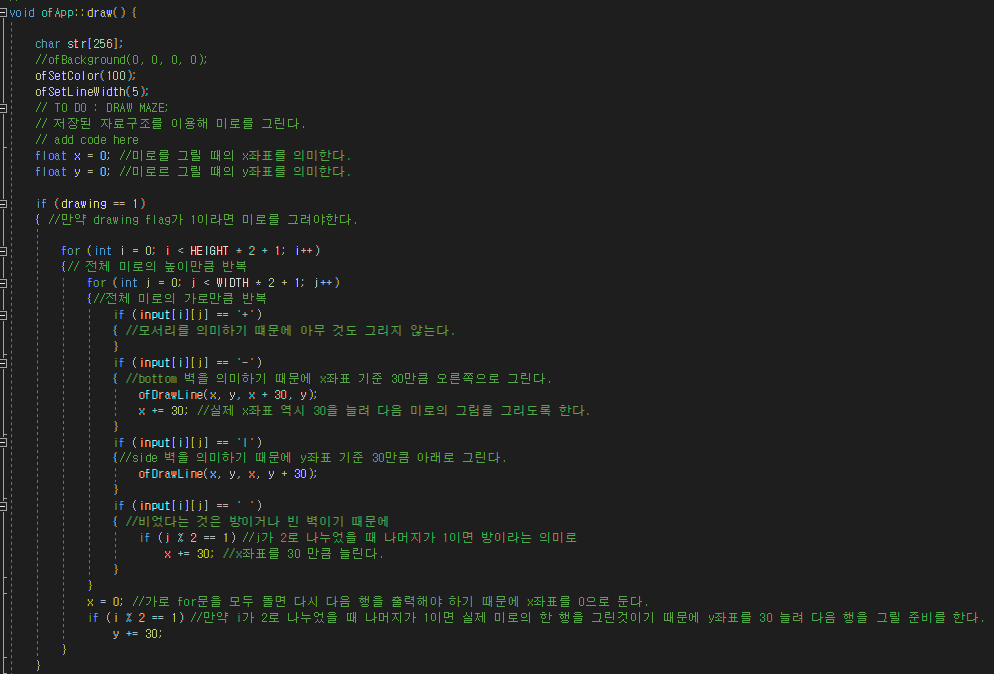 void ofApp::draw() {
char str[256];
//ofBackground(0, 0, 0, 0);
ofSetColor(100);
ofSetLineWidth(5);
// TO DO : DRAW MAZE;
// 저장된 자료구조를 이용해 미로를 그린다.
// add code here
float x = 0; //미로를 그릴 때의 x좌표를 의미한다.
float y = 0; //미로르 그릴 때의 y좌표를 의미한다.
if (drawing == 1)
{ //만약 drawing flag가 1이라면 미로를 그려야한다.
for (int i = 0; i < HEIGHT * 2 + 1; i++)
{// 전체 미로의 높이만큼 반복
for (int j = 0; j < WIDTH * 2 + 1; j++)
{//전체 미로의 가로만큼 반복
if (input[i][j] == '+')
{ //모서리를 의미하기 떄문에 아무 것도 그리지 않는다.
}
if (input[i][j] == '-')
{ //bottom 벽을 의미하기 때문에 x좌표 기준 30만큼 오른쪽으로 그린다.
ofDrawLine(x, y, x + 30, y);
x += 30; //실제 x좌표 역시 30을 늘려 다음 미로의 그림을 그리도록 한다.
}
if (input[i][j] == '|')
{//side 벽을 의미하기 때문에 y좌표 기준 30만큼 아래로 그린다.
ofDrawLine(x, y, x, y + 30);
}
if (input[i][j] == ' ')
{ //비었다는 것은 방이거나 빈 벽이기 때문에
if (j % 2 == 1) //j가 2로 나누었을 때 나머지가 1이면 방이라는 의미로
x += 30; //x좌표를 30 만큼 늘린다.
}
}
x = 0; //가로 for문을 모두 돌면 다시 다음 행을 출력해야 하기 때문에 x좌표를 0으로 둔다.
if (i % 2 == 1) //만약 i가 2로 나누었을 때 나머지가 1이면 실제 미로의 한 행을 그린것이기 때문에 y좌표를 30 늘려 다음 행을 그릴 준비를 한다.
y += 30;
}
}